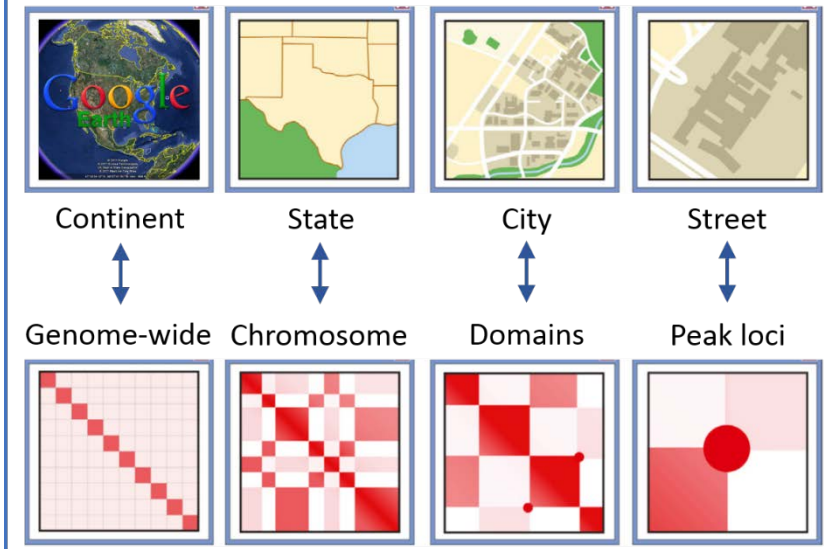 Google
Earth
Continent
State
City
Street
Genome-wide
Chromosome
Domains
Peak loci